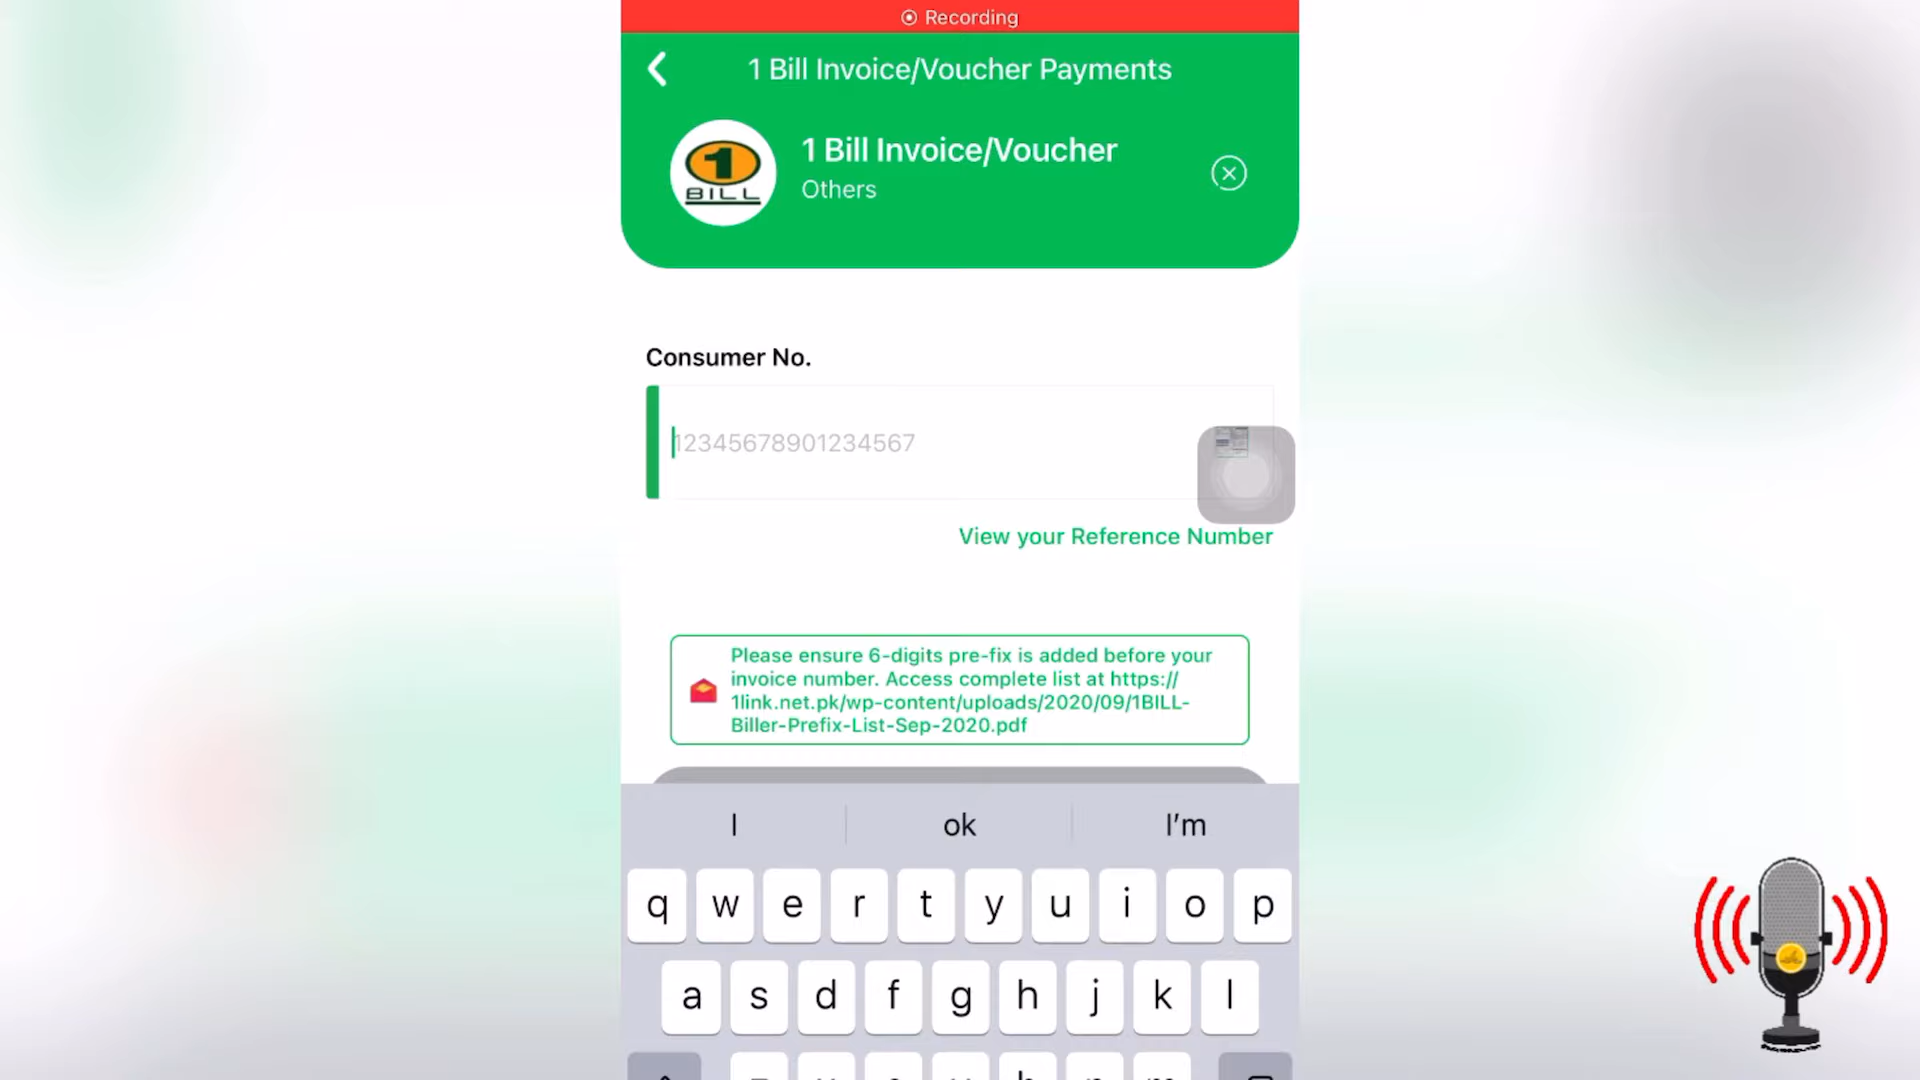 Recording
1 Bill Invoice/Voucher Payments
1
BILL
1 Bill Invoice/Voucher
Others
Consumer No.
12345678901234567
View your Reference Number
Please ensure 6-digits pre-fix is added before your
invoice number. Access complete list at https://
1link.net.pk/wp-content/uploads/2020/09/1BILL-
Biller-Prefix-List-Sep-2020.pdf
I ok I'm
q w e r t y u i o p
a s d f g h j k l